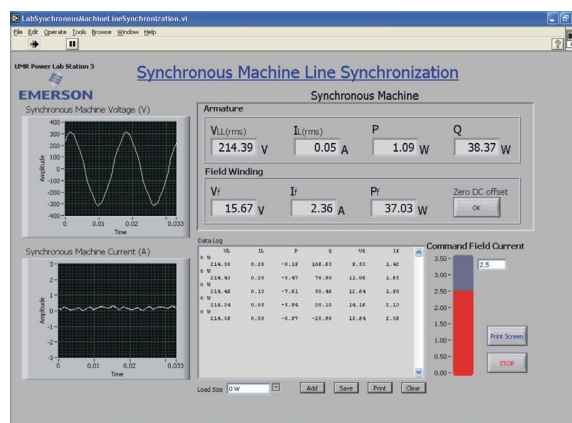 LabSynchronousMachineLineSynchronization.vi
File Edit Operate Tools Browse Window Help
UMR Power Lab Station 3
Synchronous Machine Line Synchronization
EMERSON
Synchronous Machine
Synchronous Machine Voltage (V)
Armature
400
300
200
100
0
-100
-200
-300
-400
Amplitude
0 0.01 0.02 0.033
Time
VLL(rms) IL(rms) P Q
214.39 V 0.05 A 1.09 W 38.37 W
Field Winding
Vf If Pf Zero DC offset
15.67 V 2.36 A 37.03 W OK
Synchronous Machine Current (A)
3
2
1
0
-1
-2
-3
Amplitude
0 0.01 0.02 0.033
Time
Data Log
VL IL P Q Vf If
0 W
0 W
0 W
0 W
0 W
Command Field Current
3.50
3.00
2.50
2.00
1.50
1.00
0.50
0.00
2.5
Print Screen
STOP
Load Size 0 W Add Save Print Clear